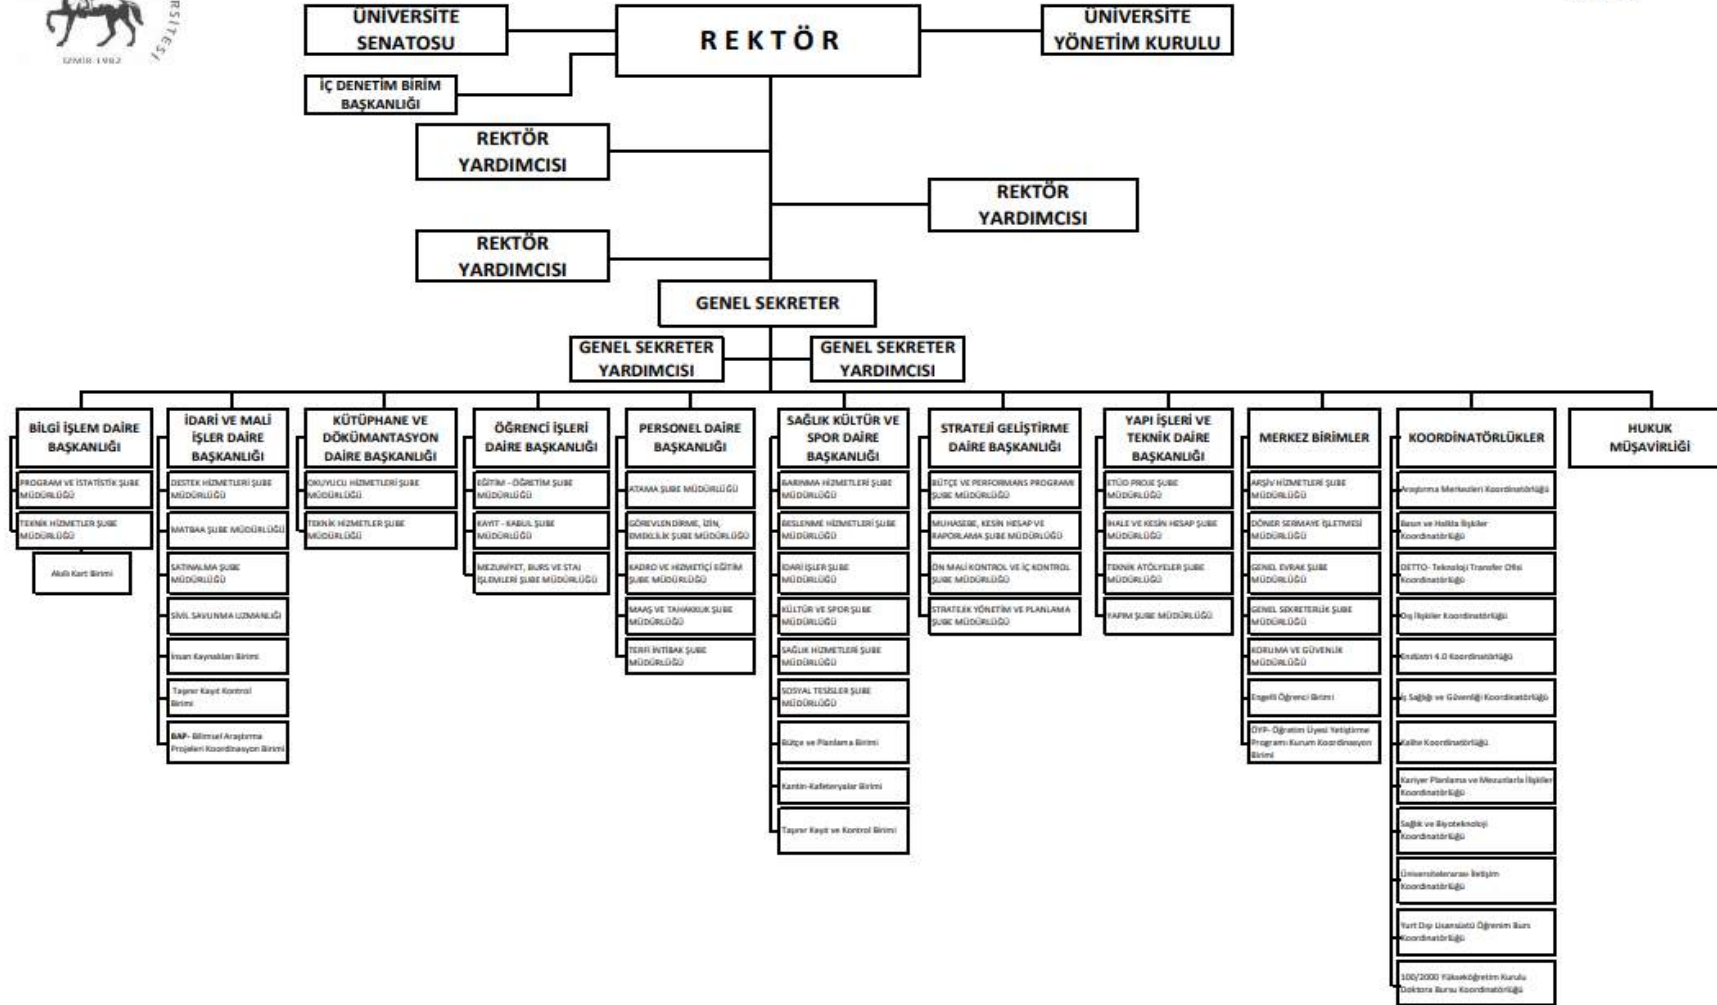 RSİTESİ
İZMİR-1982
ÜNİVERSİTE
SENATOSU
REKTÖR
ÜNİVERSİTE
YÖNETİM KURULU
İÇ DENETİM BİRİM
BAŞKANLIĞI
REKTÖR
YARDIMCISI
REKTÖR
YARDIMCISI
REKTÖR
YARDIMCISI
GENEL SEKRETER
GENEL SEKRETER
YARDIMCISI
GENEL SEKRETER
YARDIMCISI
BİLGİ İŞLEM DAİRE
BAŞKANLIĞI
PROGRAM VE İSTATİSTİK ŞUBE
MÜDÜRLÜĞÜ
TEKNİK HİZMETLER ŞUBE
MÜDÜRLÜĞÜ
Akıllı Kart Birimi
İDARİ VE MALİ
İŞLER DAİRE
BAŞKANLIĞI
DESTEK HİZMETLERİ ŞUBE
MÜDÜRLÜĞÜ
MATBAA ŞUBE MÜDÜRLÜĞÜ
SATINALMA ŞUBE
MÜDÜRLÜĞÜ
SİVİL SAVUNMA UZMANLIĞI
İnsan Kaynakları Birimi
Taşınır Kayıt Kontrol
Birimi
BAP- Bilimsel Araştırma
Projeleri Koordinasyon Birimi
KÜTÜPHANE VE
DÖKÜMANTASYON
DAİRE BAŞKANLIĞI
OKUYUCU HİZMETLERİ ŞUBE
MÜDÜRLÜĞÜ
TEKNİK HİZMETLER ŞUBE
MÜDÜRLÜĞÜ
ÖĞRENCİ İŞLERİ
DAİRE BAŞKANLIĞI
EĞİTİM - ÖĞRETİM ŞUBE
MÜDÜRLÜĞÜ
KAYIT - KABUL ŞUBE
MÜDÜRLÜĞÜ
MEZUNİYET, BURS VE STAJ
İŞLEMLERİ ŞUBE MÜDÜRLÜĞÜ
PERSONEL DAİRE
BAŞKANLIĞI
ATAMA ŞUBE MÜDÜRLÜĞÜ
GÖREVLENDİRME, İZİN,
EMEKLİLİK ŞUBE MÜDÜRLÜĞÜ
KADRO VE HİZMETİÇİ EĞİTİM
ŞUBE MÜDÜRLÜĞÜ
MAAŞ VE TAHAKKUK ŞUBE
MÜDÜRLÜĞÜ
TERFİ İNTİBAK ŞUBE
MÜDÜRLÜĞÜ
SAĞLIK KÜLTÜR VE
SPOR DAİRE
BAŞKANLIĞI
BARINMA HİZMETLERİ ŞUBE
MÜDÜRLÜĞÜ
BESLENME HİZMETLERİ ŞUBE
MÜDÜRLÜĞÜ
İDARİ İŞLER ŞUBE
MÜDÜRLÜĞÜ
KÜLTÜR VE SPOR ŞUBE
MÜDÜRLÜĞÜ
SAĞLIK HİZMETLERİ ŞUBE
MÜDÜRLÜĞÜ
SOSYAL TESİSLER ŞUBE
MÜDÜRLÜĞÜ
Bütçe ve Planlama Birimi
Kantin-Kafeteryalar Birimi
Taşınır Kayıt ve Kontrol Birimi
STRATEJİ GELİŞTİRME
DAİRE BAŞKANLIĞI
BÜTÇE VE PERFORMANS PROGRAMI
ŞUBE MÜDÜRLÜĞÜ
MUHASEBE, KESİN HESAP VE
RAPORLAMA ŞUBE MÜDÜRLÜĞÜ
ÖN MALİ KONTROL VE İÇ KONTROL
ŞUBE MÜDÜRLÜĞÜ
STRATEJİK YÖNETİM VE PLANLAMA
ŞUBE MÜDÜRLÜĞÜ
YAPI İŞLERİ VE
TEKNİK DAİRE
BAŞKANLIĞI
ETÜD PROJE ŞUBE
MÜDÜRLÜĞÜ
İHALE VE KESİN HESAP ŞUBE
MÜDÜRLÜĞÜ
TEKNİK ATÖLYELER ŞUBE
MÜDÜRLÜĞÜ
YAPIM ŞUBE MÜDÜRLÜĞÜ
MERKEZ BİRİMLER
ARŞİV HİZMETLERİ ŞUBE
MÜDÜRLÜĞÜ
DÖNER SERMAYE İŞLETMESİ
MÜDÜRLÜĞÜ
GENEL EVRAK ŞUBE
MÜDÜRLÜĞÜ
GENEL SEKRETERLİK ŞUBE
MÜDÜRLÜĞÜ
KORUMA VE GÜVENLİK
MÜDÜRLÜĞÜ
Engelli Öğrenci Birimi
ÖYP- Öğretim Üyesi Yetiştirme
Programı Kurum Koordinasyon
Birimi
KOORDİNATÖRLÜKLER
Araştırma Merkezleri Koordinatörlüğü
Basın ve Halkla İlişkiler
Koordinatörlüğü
DETTO- Teknoloji Transfer Ofisi
Koordinatörlüğü
Dış İlişkiler Koordinatörlüğü
Endüstri 4.0 Koordinatörlüğü
İş Sağlığı ve Güvenliği Koordinatörlüğü
Kalite Koordinatörlüğü
Kariyer Planlama ve Mezunlarla İlişkiler
Koordinatörlüğü
Sağlık ve Biyoteknoloji
Koordinatörlüğü
Üniversitelerarası İletişim
Koordinatörlüğü
Yurt Dışı Lisansüstü Öğrenim Burs
Koordinatörlüğü
100/2000 Yükseköğretim Kurulu
Doktora Bursu Koordinatörlüğü
HUKUK
MÜŞAVİRLİĞİ